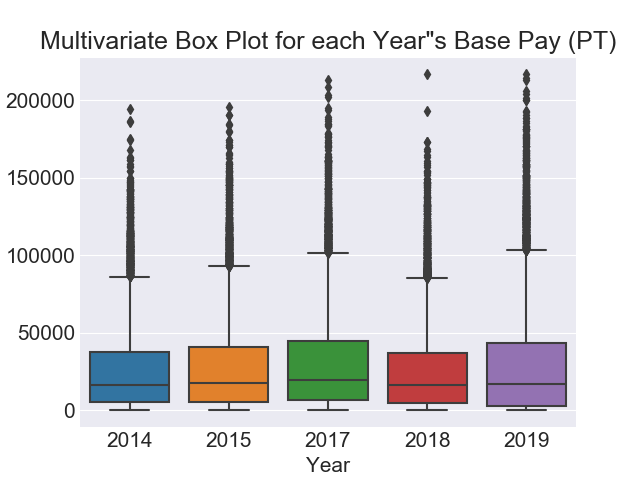 Multivariate Box Plot for each Year"s Base Pay (PT)
200000
150000
100000
50000
0
2014 2015 2017 2018 2019
Year